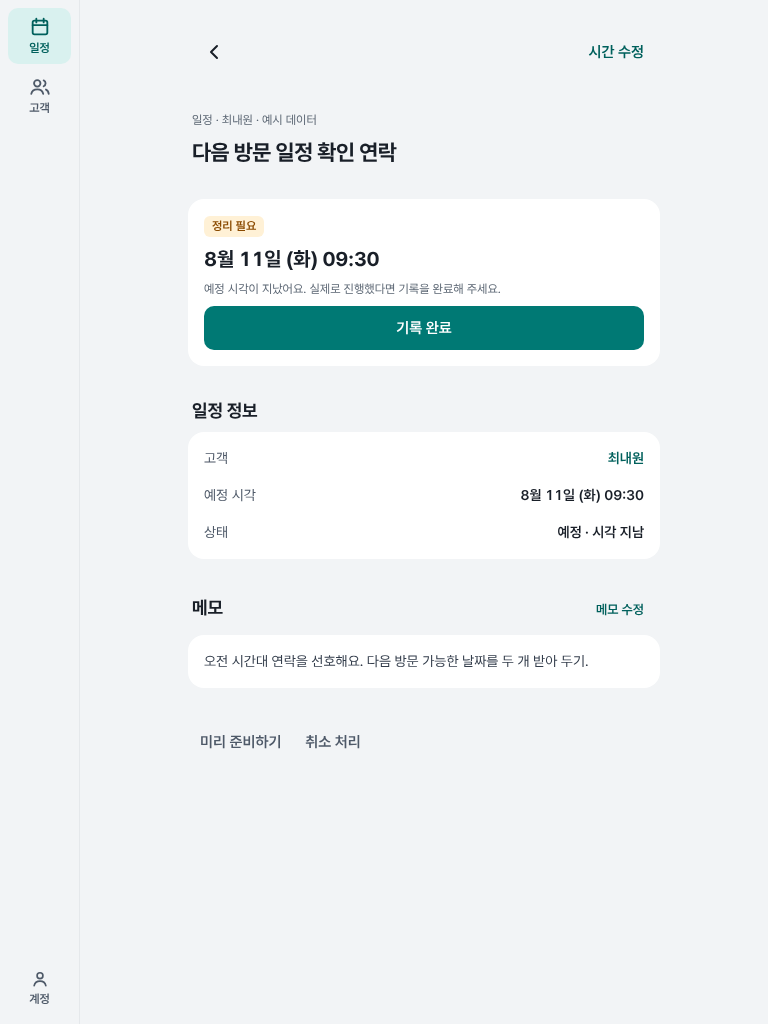 일정
고객
계정
시간 수정
일정 · 최내원 · 예시 데이터
다음 방문 일정 확인 연락
정리 필요
8월 11일 (화) 09:30
예정 시각이 지났어요. 실제로 진행했다면 기록을 완료해 주세요.
기록 완료
일정 정보
고객 최내원
예정 시각 8월 11일 (화) 09:30
상태 예정 · 시각 지남
메모 메모 수정
오전 시간대 연락을 선호해요. 다음 방문 가능한 날짜를 두 개 받아 두기.
미리 준비하기 취소 처리